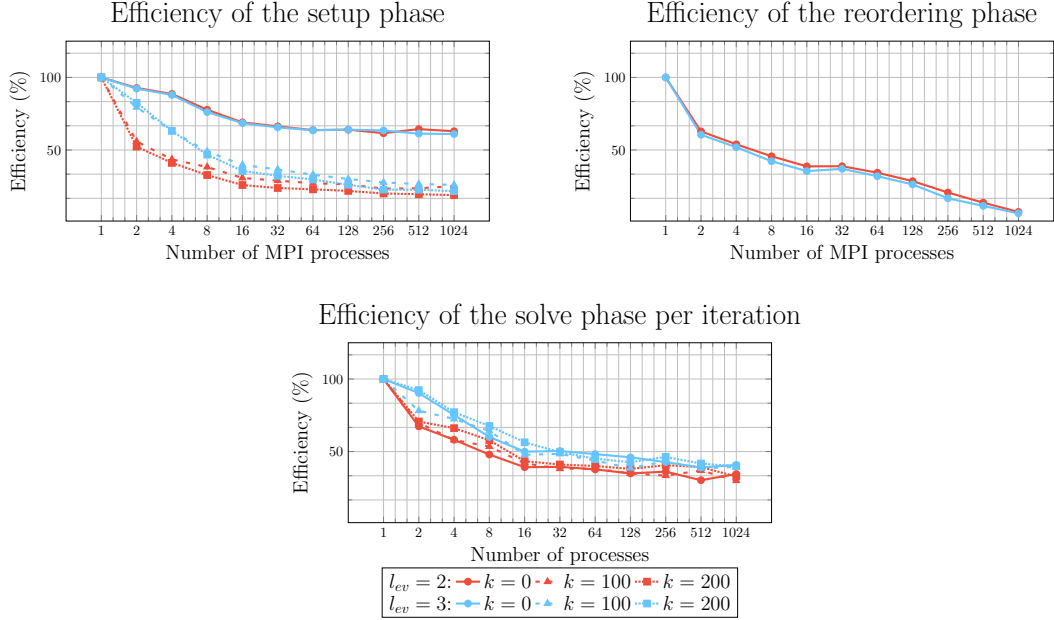 Efficiency of the setup phase
Efficiency (%)
100
50
1 2 4 8 16 32 64 128 256 512 1024
Number of MPI processes
Efficiency of the reordering phase
Efficiency (%)
100
50
1 2 4 8 16 32 64 128 256 512 1024
Number of MPI processes
Efficiency of the solve phase per iteration
Efficiency (%)
100
50
1 2 4 8 16 32 64 128 256 512 1024
Number of processes
l_{ev} = 2: k = 0 k = 100 k = 200
l_{ev} = 3: k = 0 k = 100 k = 200